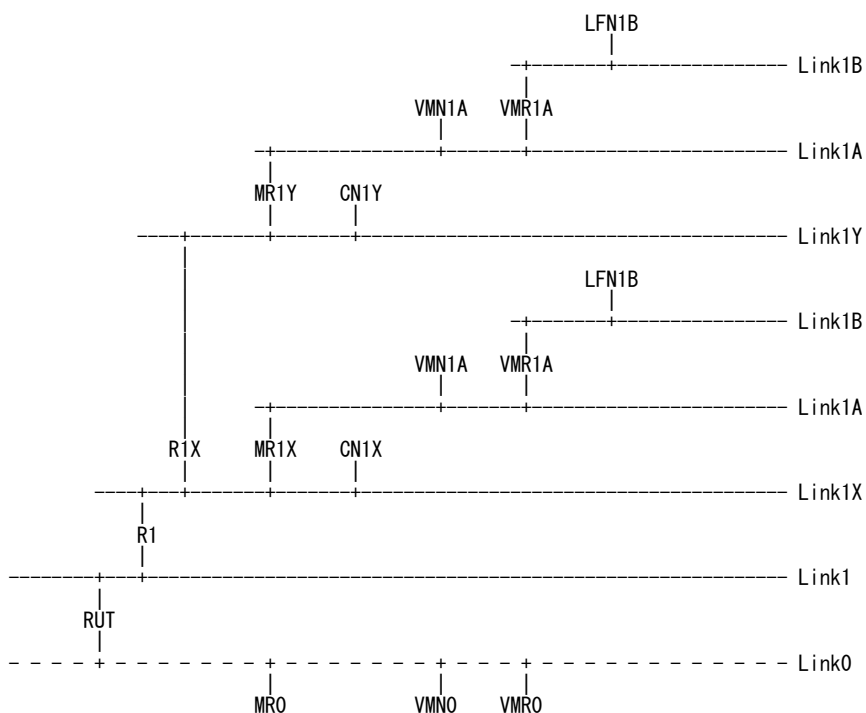 LFN1B
Link1B
VMN1A VMR1A
Link1A
MR1Y CN1Y
Link1Y
LFN1B
Link1B
VMN1A VMR1A
Link1A
R1X MR1X CN1X
Link1X
R1
Link1
RUT
Link0
MR0 VMN0 VMR0